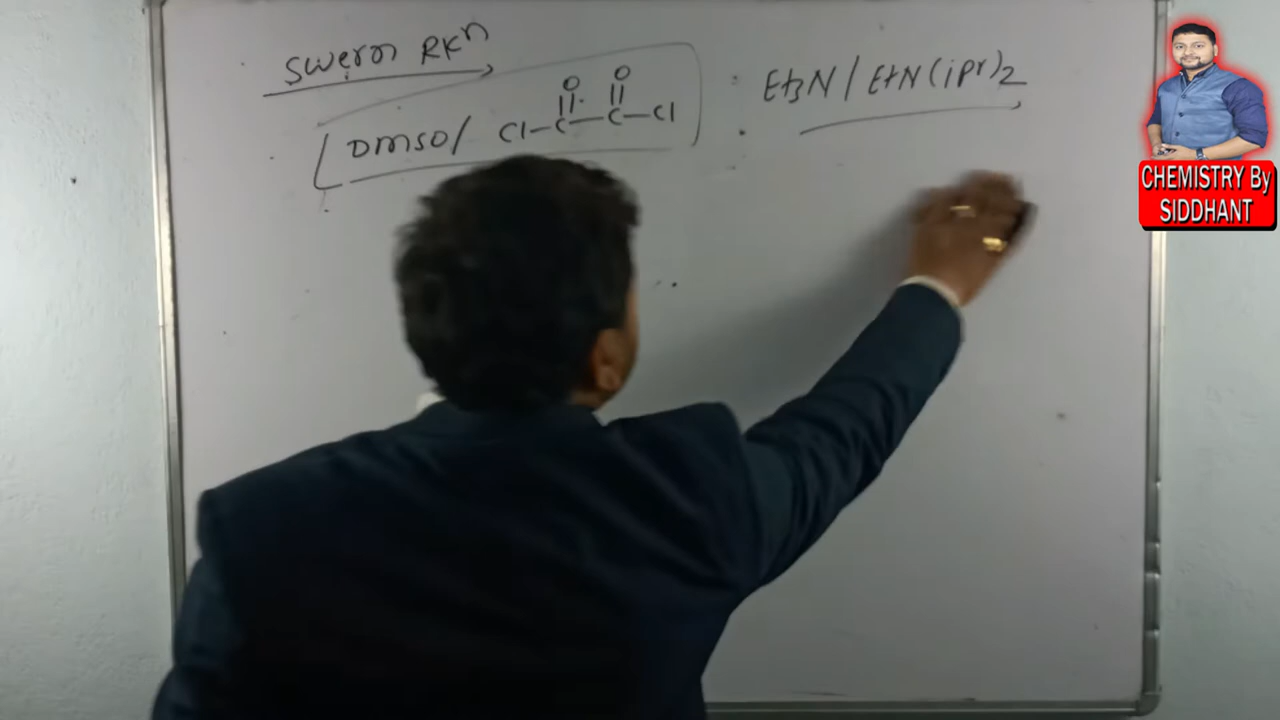 Swern RXⁿ
DMSO/ Cl-C-C-Cl : Et3N / EtN(iPr)2
O O
CHEMISTRY By
SIDDHANT